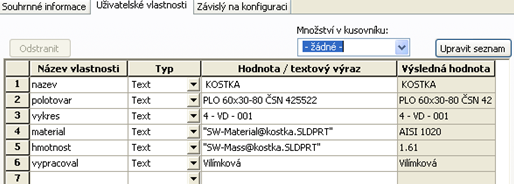 Souhrnné informace Uživatelské vlastnosti Závislý na konfiguraci
Množství v kusovníku:
Odstranit - žádné - Upravit seznam
Název vlastnosti Typ Hodnota / textový výraz Výsledná hodnota
1 nazev Text KOSTKA KOSTKA
2 polotovar Text PLO 60x30-80 ČSN 425522 PLO 60x30-80 ČSN 42
3 vykres Text 4 - VD - 001 4 - VD - 001
4 material Text "SW-Material@kostka.SLDPRT" AISI 1020
5 hmotnost Text "SW-Mass@kostka.SLDPRT" 1.61
6 vypracoval Text Vilímková Vilímková
7